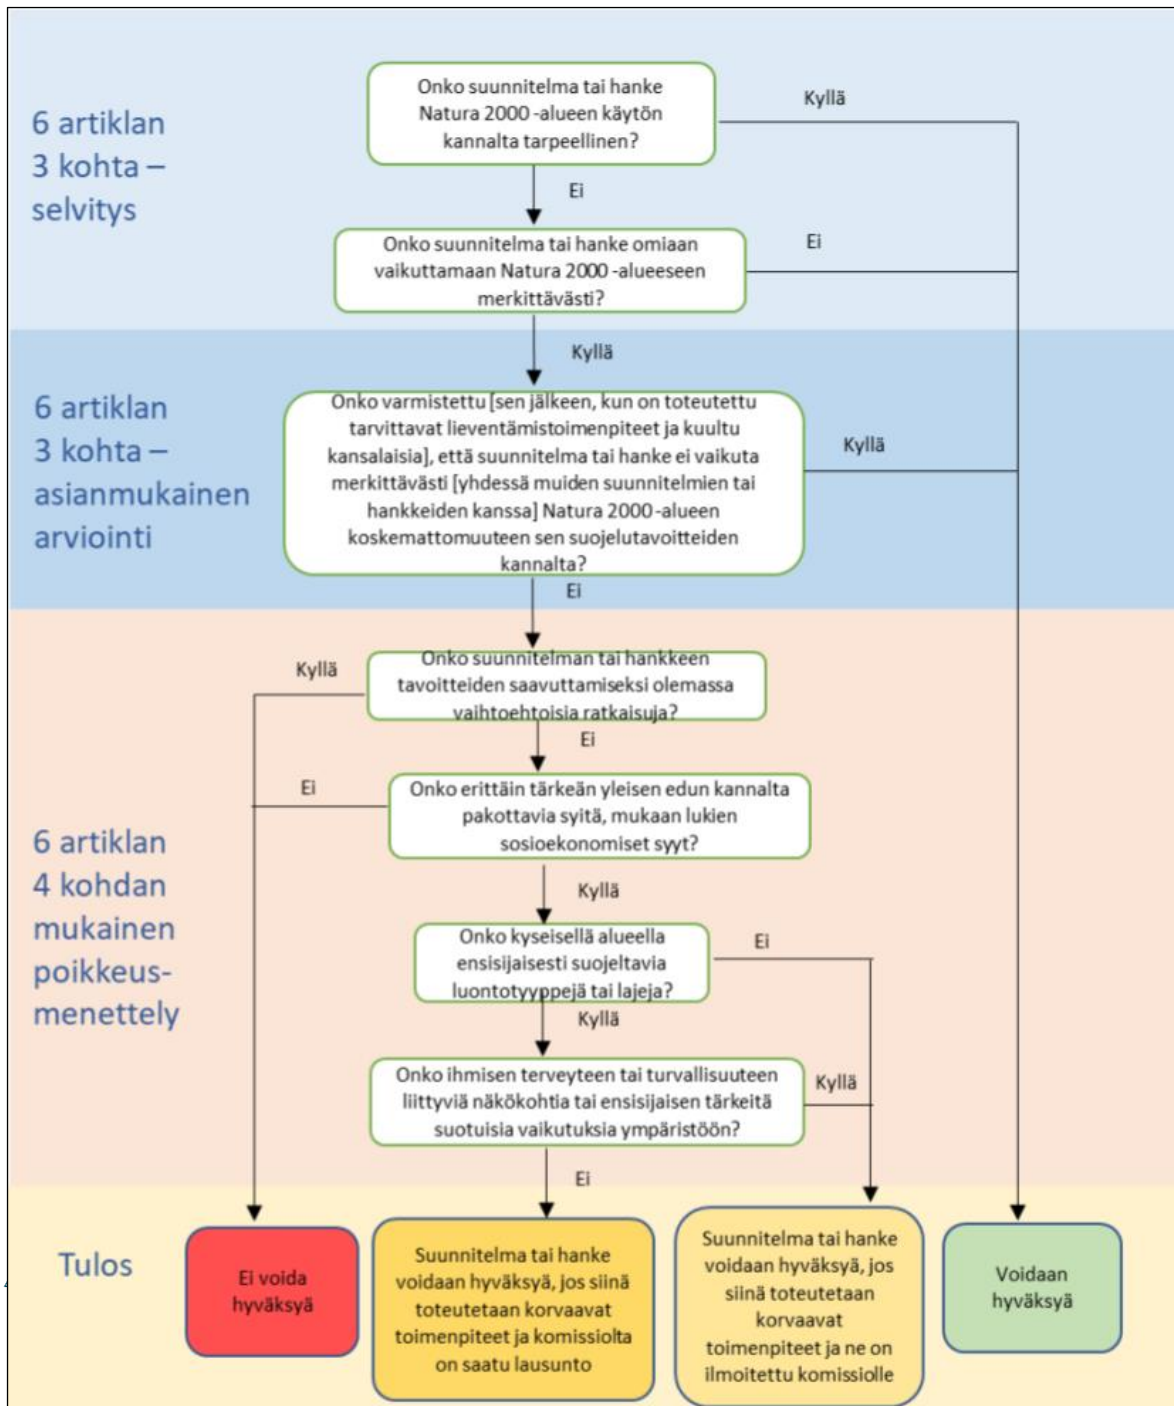 6 artiklan
3 kohta –
selvitys
Onko suunnitelma tai hanke
Natura 2000 -alueen käytön
kannalta tarpeellinen?
Kyllä
Ei
Onko suunnitelma tai hanke omiaan
vaikuttamaan Natura 2000 -alueeseen
merkittävästi?
Ei
Kyllä
6 artiklan
3 kohta –
asianmukainen
arviointi
Onko varmistettu [sen jälkeen, kun on toteutettu
tarvittavat lieventämistoimenpiteet ja kuultu
kansalaisia], että suunnitelma tai hanke ei vaikuta
merkittävästi [yhdessä muiden suunnitelmien tai
hankkeiden kanssa] Natura 2000 -alueen
koskemattomuuteen sen suojelutavoitteiden
kannalta?
Kyllä
Ei
6 artiklan
4 kohdan
mukainen
poikkeus-
menettely
Onko suunnitelman tai hankkeen
tavoitteiden saavuttamiseksi olemassa
vaihtoehtoisia ratkaisuja?
Kyllä
Ei
Onko erittäin tärkeän yleisen edun kannalta
pakottavia syitä, mukaan lukien
sosioekonomiset syyt?
Ei
Kyllä
Onko kyseisellä alueella
ensisijaisesti suojeltavia
luontotyyppejä tai lajeja?
Ei
Kyllä
Onko ihmisen terveyteen tai turvallisuuteen
liittyviä näkökohtia tai ensisijaisen tärkeitä
suotuisia vaikutuksia ympäristöön?
Kyllä
Ei
Tulos
Ei voida
hyväksyä
Suunnitelma tai hanke
voidaan hyväksyä, jos siinä
toteutetaan korvaavat
toimenpiteet ja komissiolta
on saatu lausunto
Suunnitelma tai hanke
voidaan hyväksyä, jos
siinä toteutetaan
korvaavat
toimenpiteet ja ne on
ilmoitettu komissiolle
Voidaan
hyväksyä